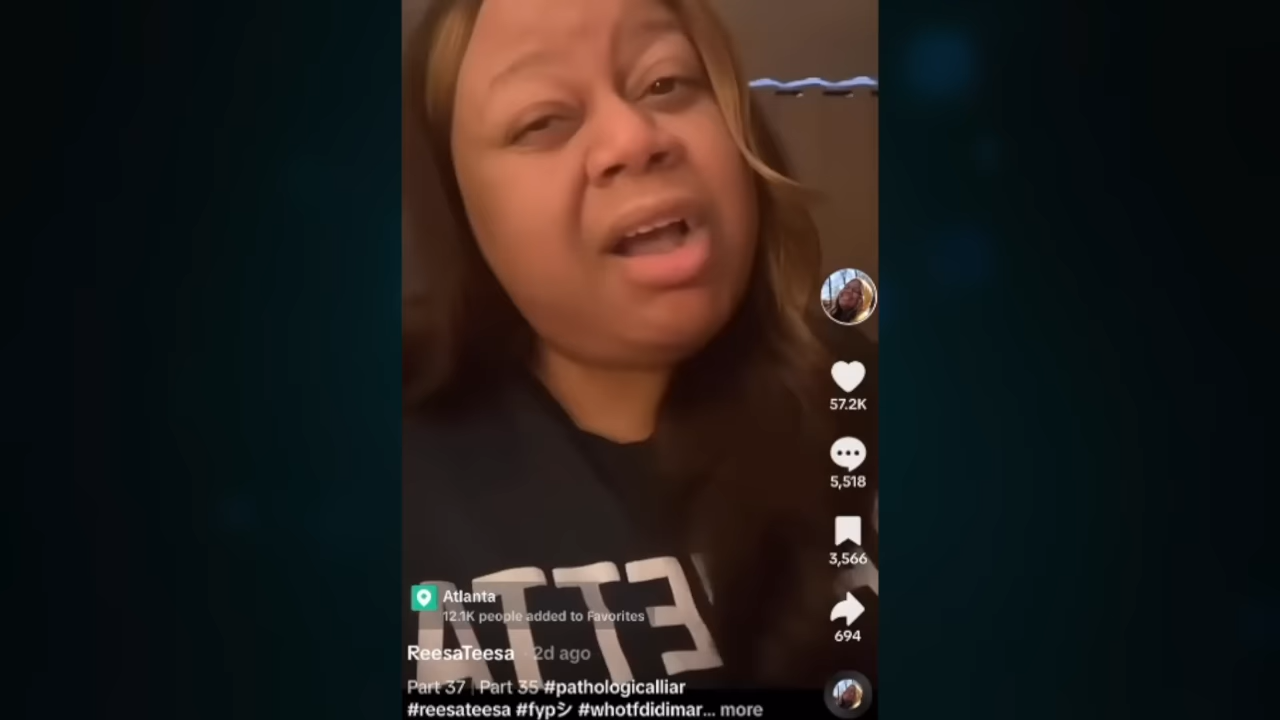 57.2K
5,518
3,566
694
Atlanta
12.1K people added to Favorites
ReesaTeesa · 2d ago
Part 37 | Part 35 #pathologicalliar
#reesateesa #fypシ #whotfdidimar... more